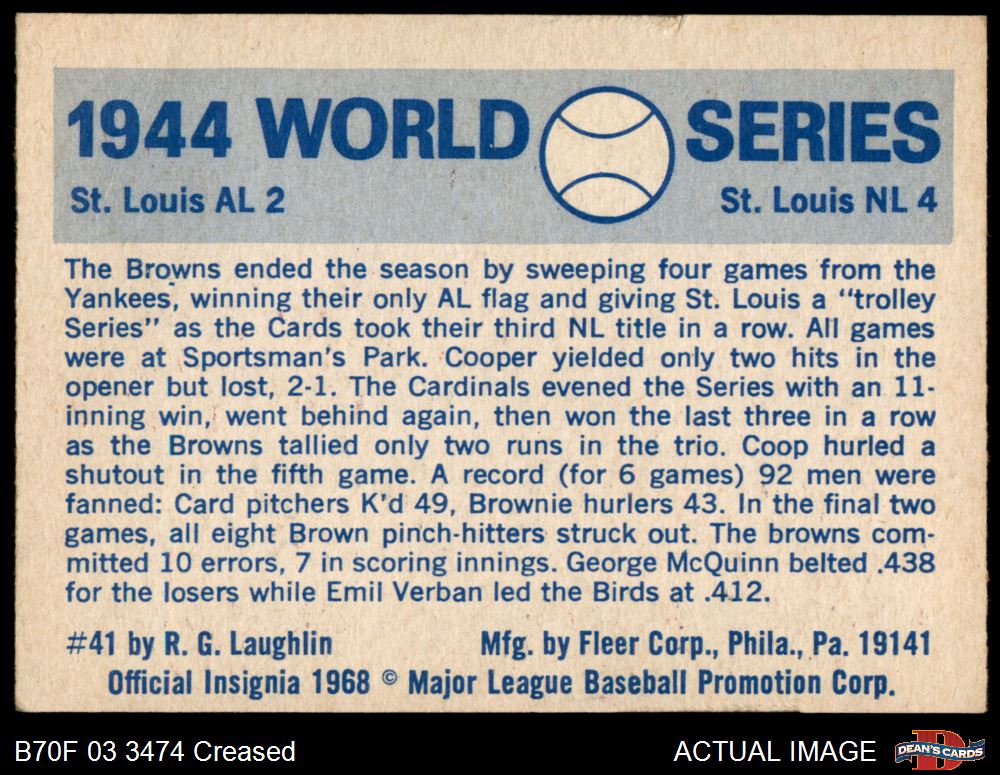 1944 WORLD SERIES
St. Louis AL 2 St. Louis NL 4
The Browns ended the season by sweeping four games from the
Yankees, winning their only AL flag and giving St. Louis a “trolley
Series” as the Cards took their third NL title in a row. All games
were at Sportsman’s Park. Cooper yielded only two hits in the
opener but lost, 2-1. The Cardinals evened the Series with an 11-
inning win, went behind again, then won the last three in a row
as the Browns tallied only two runs in the trio. Coop hurled a
shutout in the fifth game. A record (for 6 games) 92 men were
fanned: Card pitchers K’d 49, Brownie hurlers 43. In the final two
games, all eight Brown pinch-hitters struck out. The browns com-
mitted 10 errors, 7 in scoring innings. George McQuinn belted .438
for the losers while Emil Verban led the Birds at .412.
#41 by R. G. Laughlin Mfg. by Fleer Corp., Phila., Pa. 19141
Official Insignia 1968 © Major League Baseball Promotion Corp.
B70F 03 3474 Creased ACTUAL IMAGE D DEAN'S CARDS